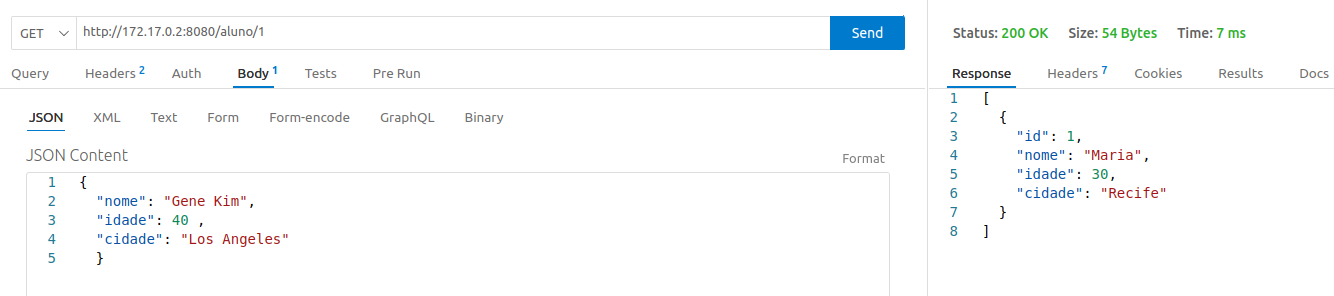 GET http://172.17.0.2:8080/aluno/1 Send
Query Headers 2 Auth Body 1 Tests Pre Run
JSON XML Text Form Form-encode GraphQL Binary
JSON Content Format
1 {
2 "nome": "Gene Kim",
3 "idade": 40 ,
4 "cidade": "Los Angeles"
5 }
Status: 200 OK Size: 54 Bytes Time: 7 ms
Response Headers 7 Cookies Results Docs
1 [
2 {
3 "id": 1,
4 "nome": "Maria",
5 "idade": 30,
6 "cidade": "Recife"
7 }
8 ]